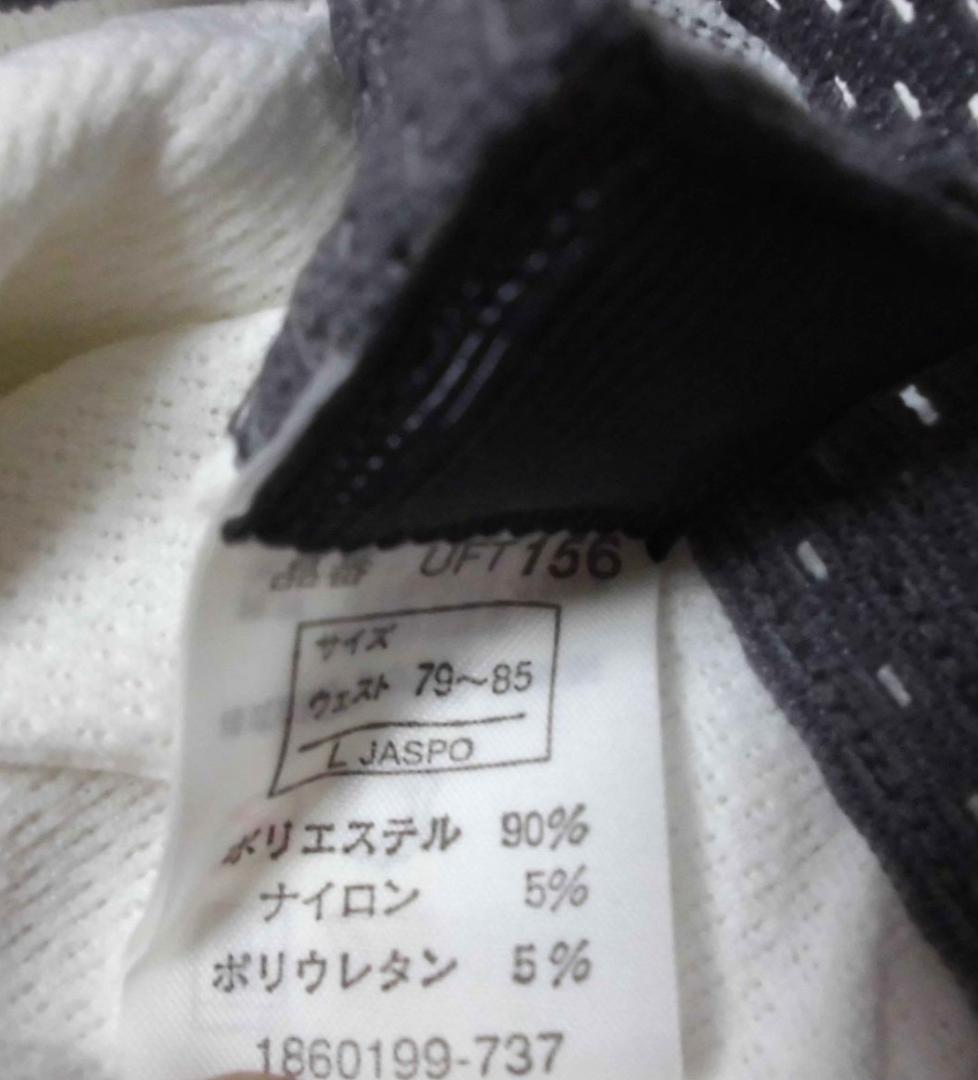 品番 UFT156
サイズ
ウェスト 79～85
L JASPO
ポリエステル 90%
ナイロン 5%
ポリウレタン 5%
1860199-737